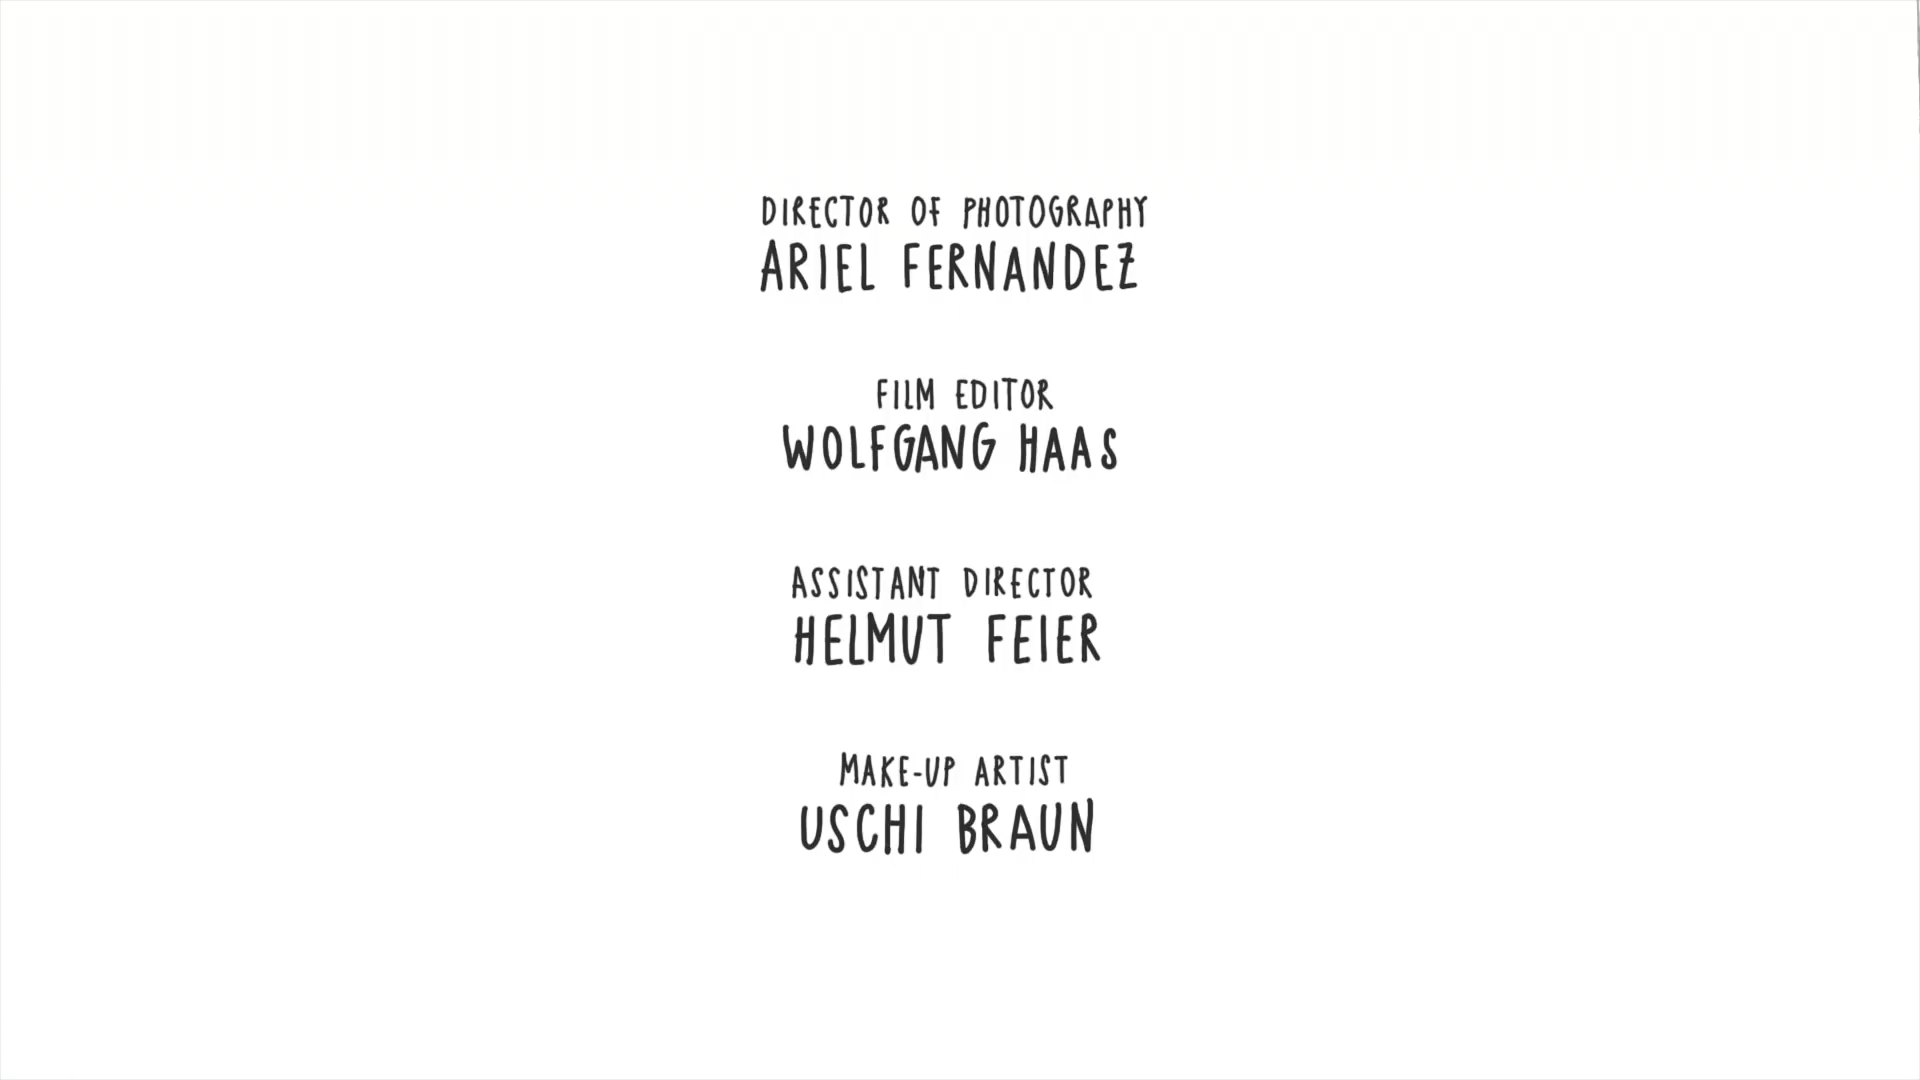 DIRECTOR OF PHOTOGRAPHY
ARIEL FERNANDEZ
FILM EDITOR
WOLFGANG HAAS
ASSISTANT DIRECTOR
HELMUT FEIER
MAKE-UP ARTIST
USCHI BRAUN